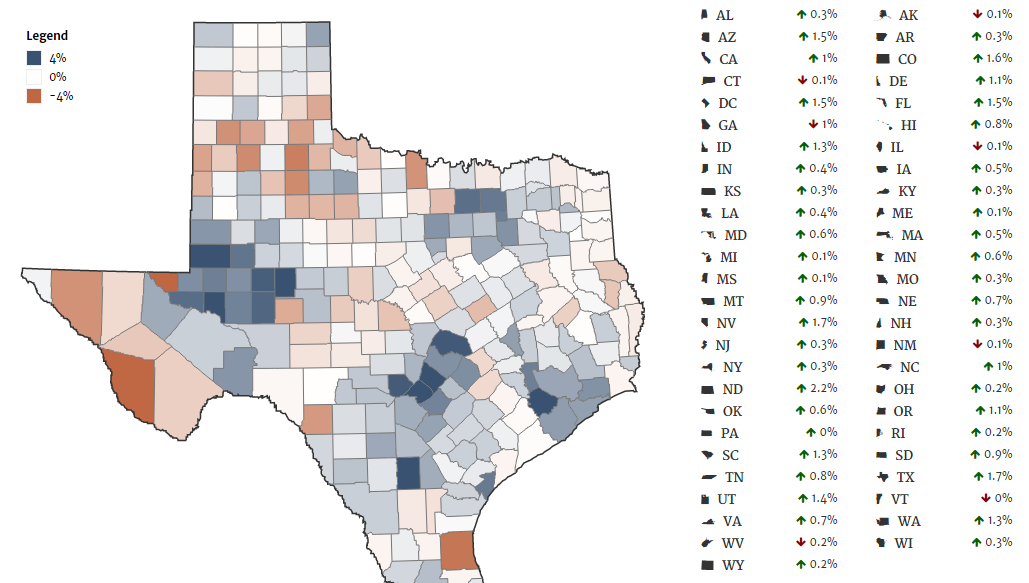 Legend
4%
0%
-4%
AL ↑ 0.3% AK ↓ 0.1%
AZ ↑ 1.5% AR ↑ 0.3%
CA ↑ 1% CO ↑ 1.6%
CT ↓ 0.1% DE ↑ 1.1%
DC ↑ 1.5% FL ↑ 1.5%
GA ↓ 1% HI ↑ 0.8%
ID ↑ 1.3% IL ↓ 0.1%
IN ↑ 0.4% IA ↑ 0.5%
KS ↑ 0.3% KY ↑ 0.3%
LA ↑ 0.4% ME ↑ 0.1%
MD ↑ 0.6% MA ↑ 0.5%
MI ↑ 0.1% MN ↑ 0.6%
MS ↑ 0.1% MO ↑ 0.3%
MT ↑ 0.9% NE ↑ 0.7%
NV ↑ 1.7% NH ↑ 0.3%
NJ ↑ 0.3% NM ↓ 0.1%
NY ↑ 0.3% NC ↑ 1%
ND ↑ 2.2% OH ↑ 0.2%
OK ↑ 0.6% OR ↑ 1.1%
PA ↑ 0% RI ↑ 0.2%
SC ↑ 1.3% SD ↑ 0.9%
TN ↑ 0.8% TX ↑ 1.7%
UT ↑ 1.4% VT ↓ 0%
VA ↑ 0.7% WA ↑ 1.3%
WV ↓ 0.2% WI ↑ 0.3%
WY ↑ 0.2%